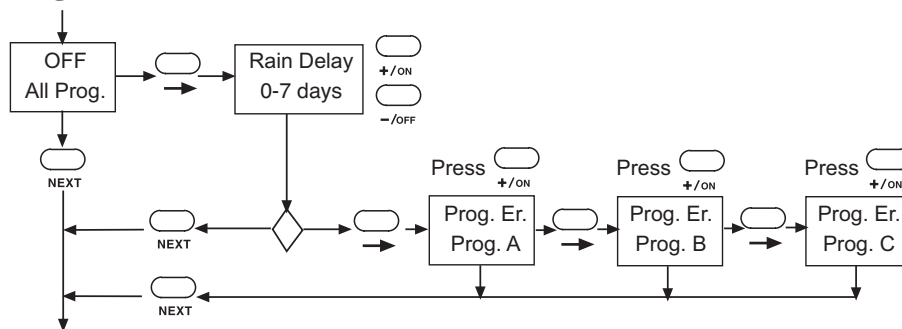 OFF
All Prog.
Rain Delay
0-7 days
+/ON
−/OFF
NEXT
Press
+/ON
Press
+/ON
Press
+/ON
Prog. Er.
Prog. A
Prog. Er.
Prog. B
Prog. Er.
Prog. C
NEXT
NEXT